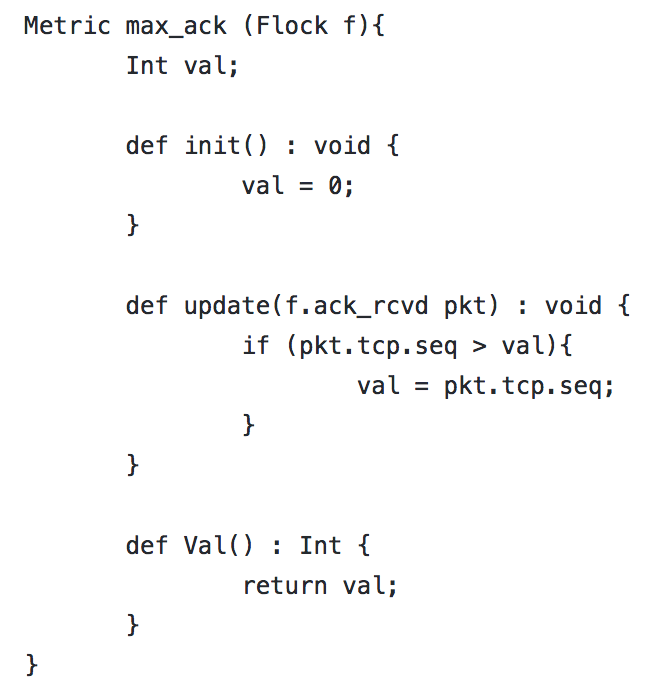 Metric max_ack (Flock f){
Int val;
def init() : void {
val = 0;
}
def update(f.ack_rcvd pkt) : void {
if (pkt.tcp.seq > val){
val = pkt.tcp.seq;
}
}
def Val() : Int {
return val;
}
}